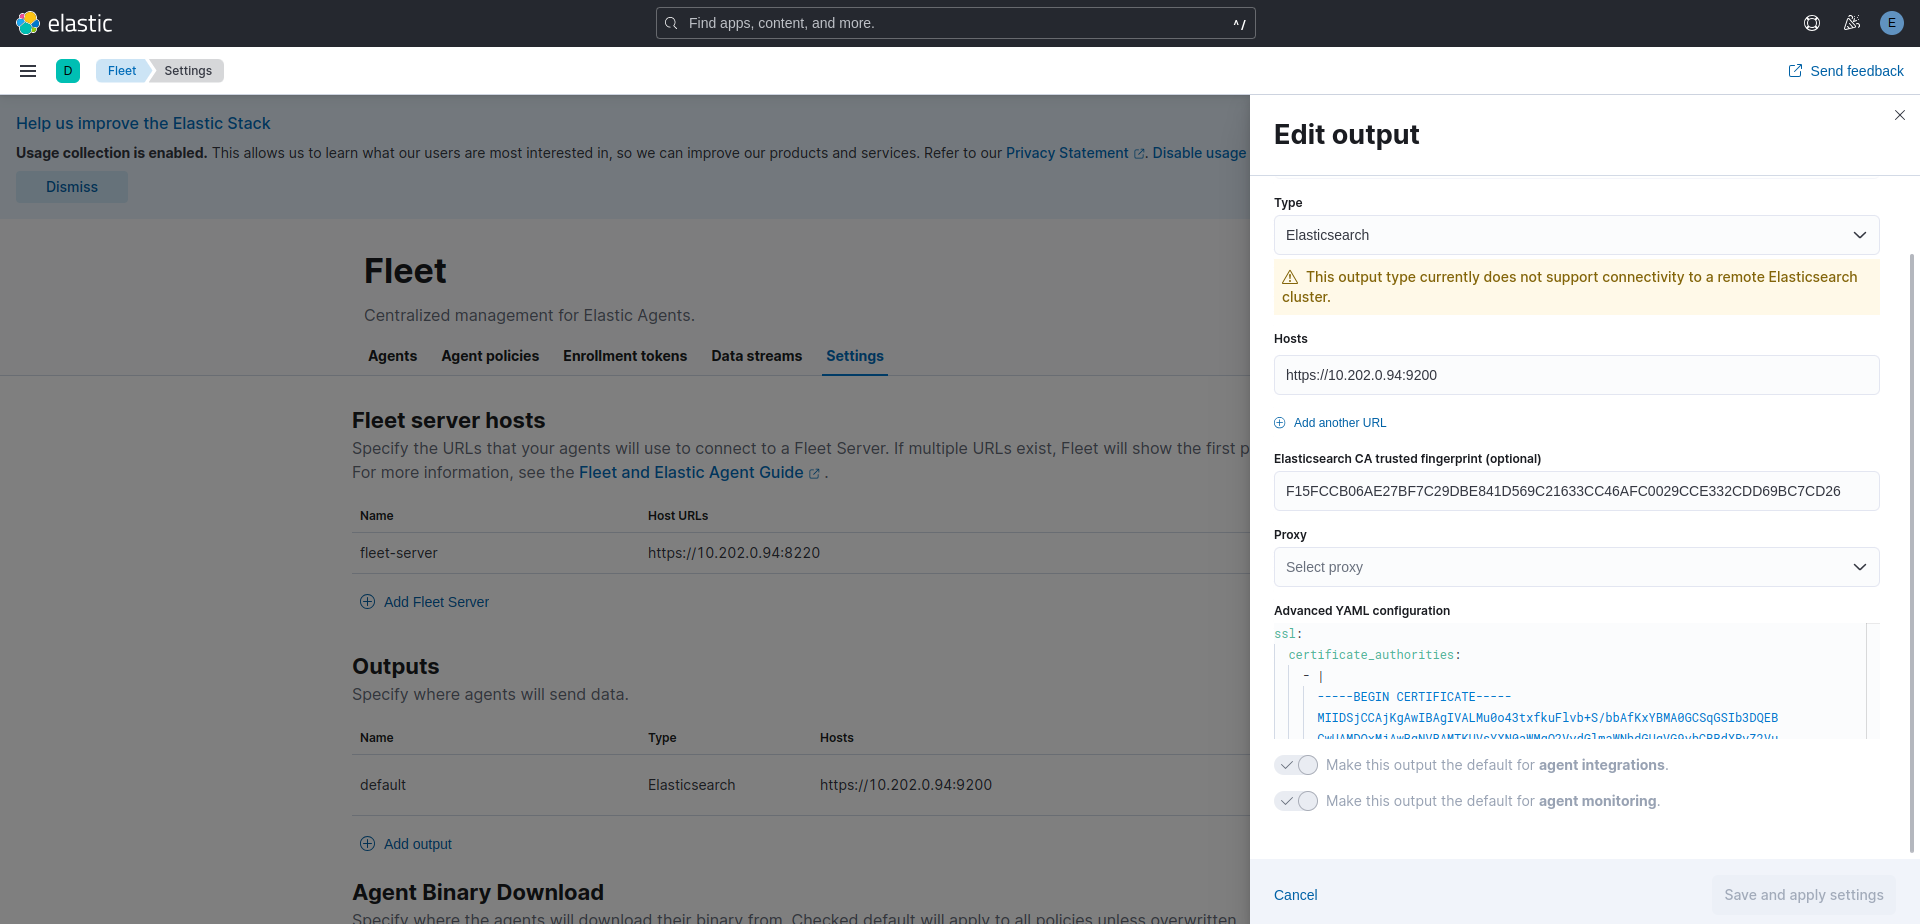 elastic
Find apps, content, and more.
^/
E
D
Fleet
Settings
Send feedback
Help us improve the Elastic Stack
Usage collection is enabled. This allows us to learn what our users are most interested in, so we can improve our products and services. Refer to our Privacy Statement. Disable usage
Dismiss
Fleet
Centralized management for Elastic Agents.
Agents
Agent policies
Enrollment tokens
Data streams
Settings
Fleet server hosts
Specify the URLs that your agents will use to connect to a Fleet Server. If multiple URLs exist, Fleet will show the first p
For more information, see the Fleet and Elastic Agent Guide .
Name Host URLs
fleet-server https://10.202.0.94:8220
Add Fleet Server
Outputs
Specify where agents will send data.
Name Type Hosts
default Elasticsearch https://10.202.0.94:9200
Add output
Agent Binary Download
Specify where the agents will download their binary from. Checked default will apply to all policies unless overwritten.
Edit output
Type
Elasticsearch
This output type currently does not support connectivity to a remote Elasticsearch
cluster.
Hosts
https://10.202.0.94:9200
Add another URL
Elasticsearch CA trusted fingerprint (optional)
F15FCCB06AE27BF7C29DBE841D569C21633CC46AFC0029CCE332CDD69BC7CD26
Proxy
Select proxy
Advanced YAML configuration
ssl:
certificate_authorities:
- |
-----BEGIN CERTIFICATE-----
MIIDSjCCAjKgAwIBAgIVALMu0o43txfkuFlvb+S/bbAfKxYBMA0GCSqGSIb3DQEB
Make this output the default for agent integrations.
Make this output the default for agent monitoring.
Cancel
Save and apply settings